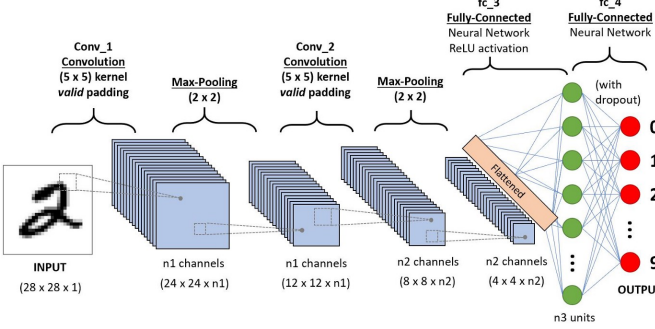 Conv_1
Convolution
(5 x 5) kernel
valid padding
Max-Pooling
(2 x 2)
Conv_2
Convolution
(5 x 5) kernel
valid padding
Max-Pooling
(2 x 2)
fc_3
Fully-Connected
Neural Network
ReLU activation
fc_4
Fully-Connected
Neural Network
(with
dropout)
Flattened
2
INPUT
(28 x 28 x 1)
n1 channels
(24 x 24 x n1)
n1 channels
(12 x 12 x n1)
n2 channels
(8 x 8 x n2)
n2 channels
(4 x 4 x n2)
n3 units
0
1
2
9
OUTPU